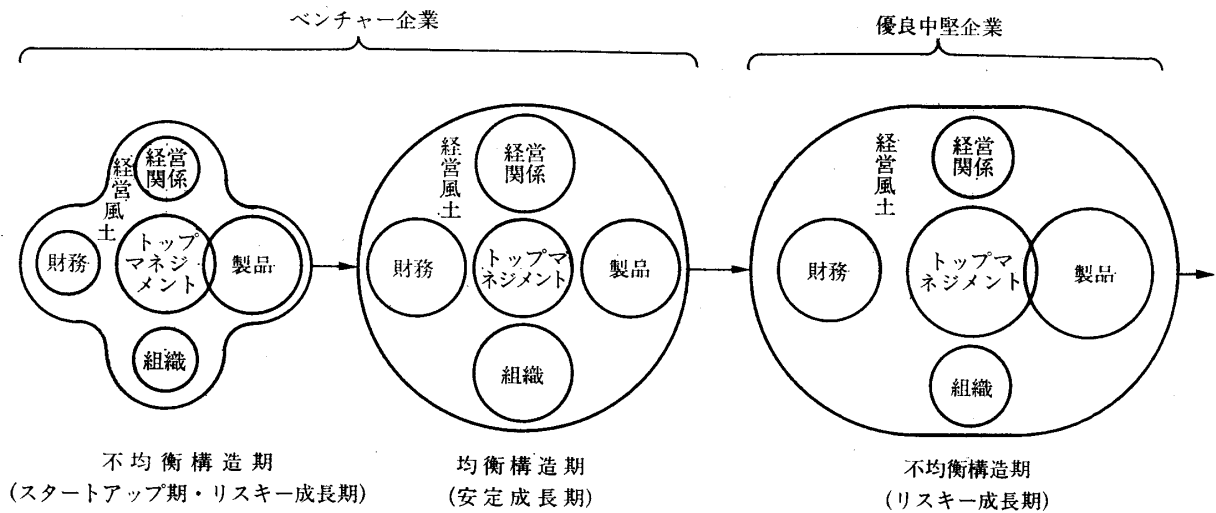 ベンチャー企業
優良中堅企業
経営
関係
経営風土
財務
トップ
マネジ
メント
製品
組織
経営
関係
経営風土
財務
トップマ
ネジメント
製品
組織
経営
関係
経営風土
財務
トップマ
ネジメント
製品
組織
不均衡構造期
(スタートアップ期・リスキー成長期)
均衡構造期
(安定成長期)
不均衡構造期
(リスキー成長期)